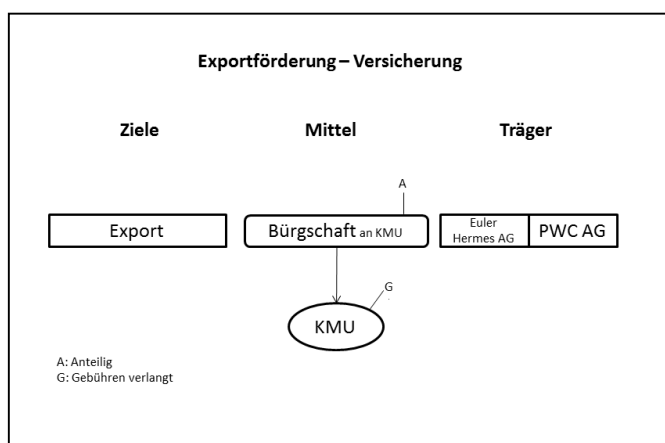 Exportförderung – Versicherung
Ziele Mittel Träger
A
Export Bürgschaft an KMU Euler Hermes AG PWC AG
G
KMU
A: Anteilig
G: Gebühren verlangt